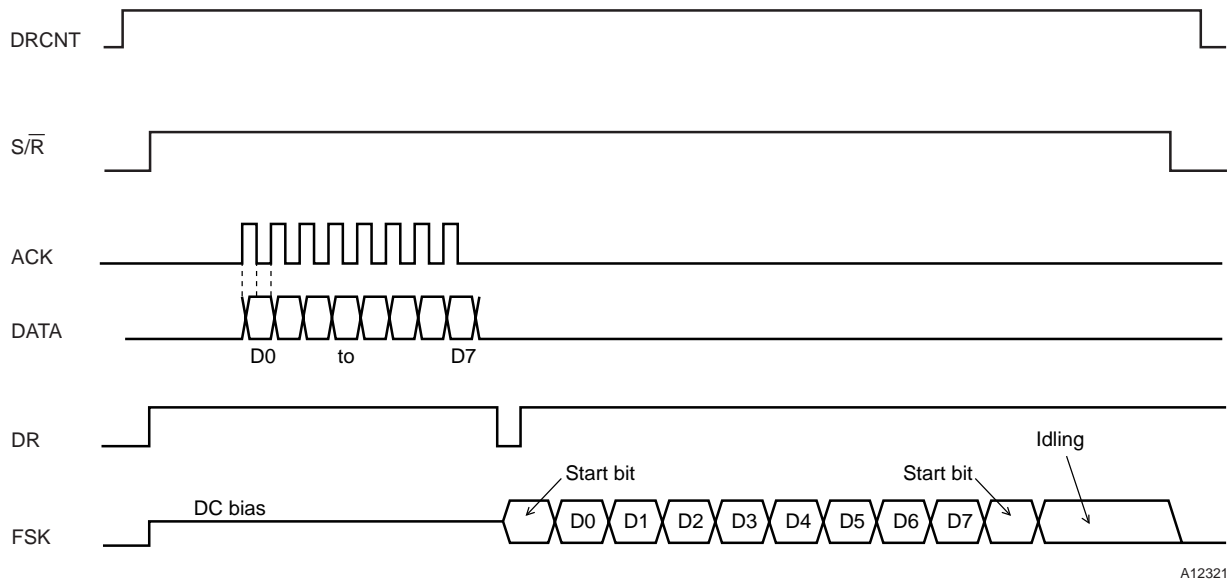 DRCNT
S/R̅
ACK
DATA
D0 to D7
DR
Idling
Start bit Start bit
DC bias
FSK
D0 D1 D2 D3 D4 D5 D6 D7
A12321